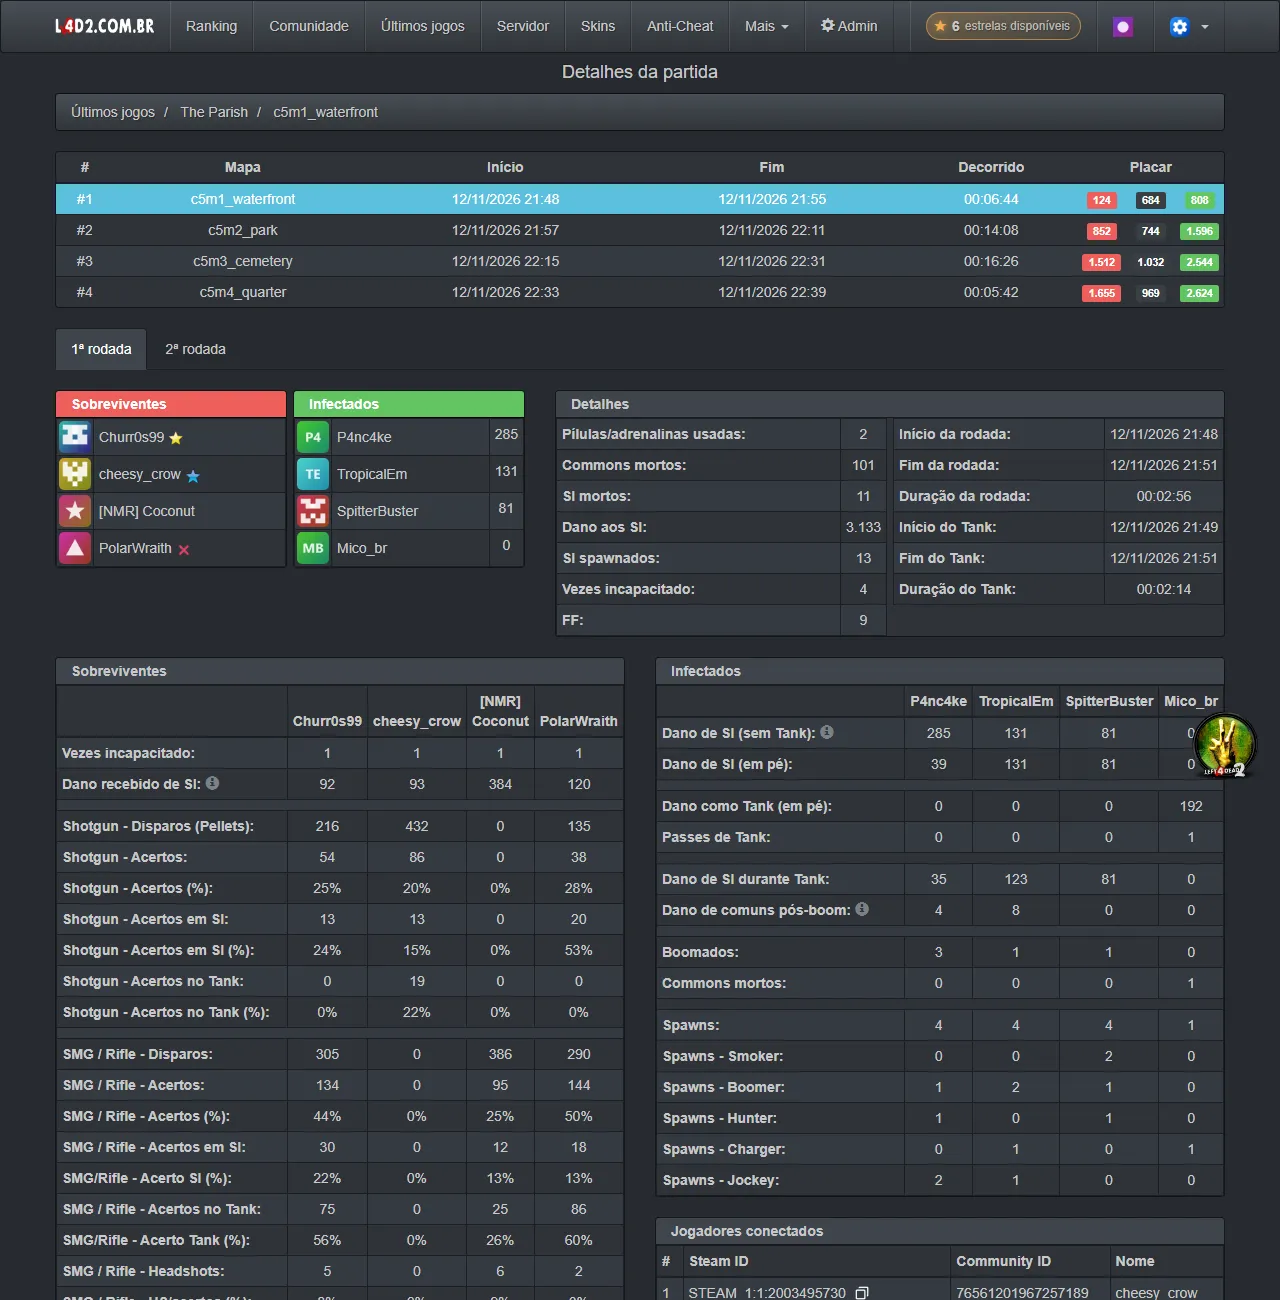 L4D2.COM.BR Ranking Comunidade Últimos jogos Servidor Skins Anti-Cheat Mais Admin 6 estrelas disponíveis
Detalhes da partida
Últimos jogos / The Parish / c5m1_waterfront
# Mapa Início Fim Decorrido Placar
#1 c5m1_waterfront 12/11/2026 21:48 12/11/2026 21:55 00:06:44 124 684 808
#2 c5m2_park 12/11/2026 21:57 12/11/2026 22:11 00:14:08 852 744 1.596
#3 c5m3_cemetery 12/11/2026 22:15 12/11/2026 22:31 00:16:26 1.512 1.032 2.544
#4 c5m4_quarter 12/11/2026 22:33 12/11/2026 22:39 00:05:42 1.655 969 2.624
1ª rodada 2ª rodada
Sobreviventes
Churr0s99
cheesy_crow
[NMR] Coconut
PolarWraith
Infectados
P4 P4nc4ke 285
TE TropicalEm 131
SpitterBuster 81
MB Mico_br 0
Detalhes
Pílulas/adrenalinas usadas: 2
Commons mortos: 101
SI mortos: 11
Dano aos SI: 3.133
SI spawnados: 13
Vezes incapacitado: 4
FF: 9
Início da rodada: 12/11/2026 21:48
Fim da rodada: 12/11/2026 21:51
Duração da rodada: 00:02:56
Início do Tank: 12/11/2026 21:49
Fim do Tank: 12/11/2026 21:51
Duração do Tank: 00:02:14
Sobreviventes
Churr0s99 cheesy_crow [NMR] Coconut PolarWraith
Vezes incapacitado: 1 1 1 1
Dano recebido de SI: 92 93 384 120
Shotgun - Disparos (Pellets): 216 432 0 135
Shotgun - Acertos: 54 86 0 38
Shotgun - Acertos (%): 25% 20% 0% 28%
Shotgun - Acertos em SI: 13 13 0 20
Shotgun - Acertos em SI (%): 24% 15% 0% 53%
Shotgun - Acertos no Tank: 0 19 0 0
Shotgun - Acertos no Tank (%): 0% 22% 0% 0%
SMG / Rifle - Disparos: 305 0 386 290
SMG / Rifle - Acertos: 134 0 95 144
SMG / Rifle - Acertos (%): 44% 0% 25% 50%
SMG / Rifle - Acertos em SI: 30 0 12 18
SMG/Rifle - Acerto SI (%): 22% 0% 13% 13%
SMG / Rifle - Acertos no Tank: 75 0 25 86
SMG/Rifle - Acerto Tank (%): 56% 0% 26% 60%
SMG / Rifle - Headshots: 5 0 6 2
Infectados
P4nc4ke TropicalEm SpitterBuster Mico_br
Dano de SI (sem Tank): 285 131 81 0
Dano de SI (em pé): 39 131 81 0
LEFT 4 DEAD 2
Dano como Tank (em pé): 0 0 0 192
Passes de Tank: 0 0 0 1
Dano de SI durante Tank: 35 123 81 0
Dano de comuns pós-boom: 4 8 0 0
Boomados: 3 1 1 0
Commons mortos: 0 0 0 1
Spawns: 4 4 4 1
Spawns - Smoker: 0 0 2 0
Spawns - Boomer: 1 2 1 0
Spawns - Hunter: 1 0 1 0
Spawns - Charger: 0 1 0 1
Spawns - Jockey: 2 1 0 0
Jogadores conectados
# Steam ID Community ID Nome
1 STEAM_1:1:2003495730 76561201967257189 cheesy_crow